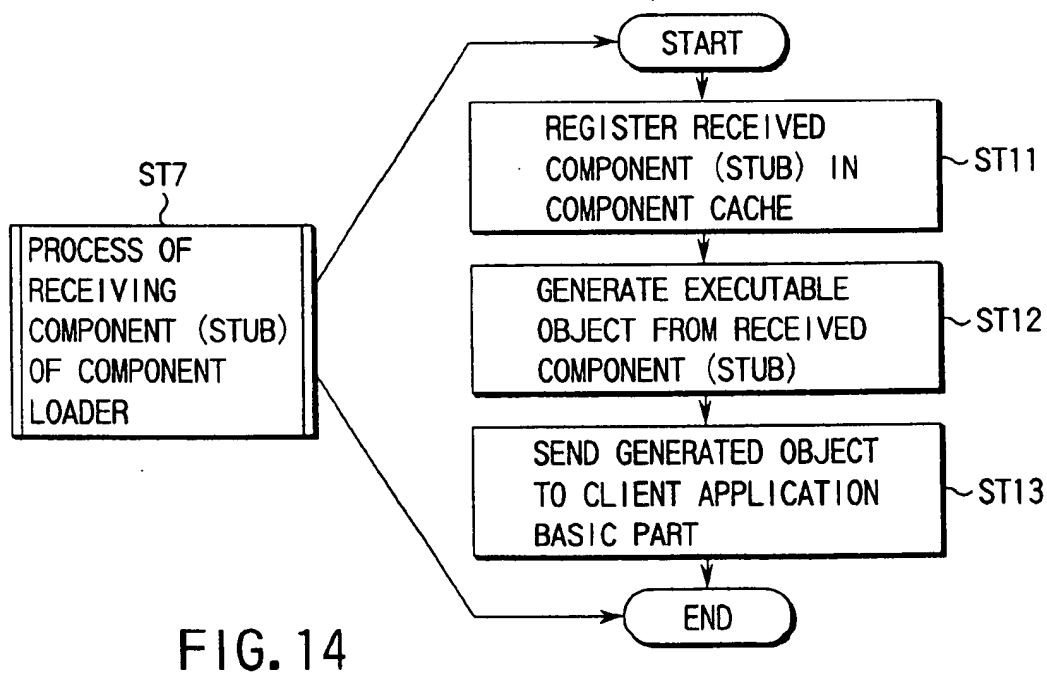 ST7
PROCESS OF
RECEIVING
COMPONENT (STUB)
OF COMPONENT
LOADER
START
REGISTER RECEIVED
COMPONENT (STUB) IN
COMPONENT CACHE
ST11
GENERATE EXECUTABLE
OBJECT FROM RECEIVED
COMPONENT (STUB)
ST12
SEND GENERATED OBJECT
TO CLIENT APPLICATION
BASIC PART
ST13
END
FIG. 14